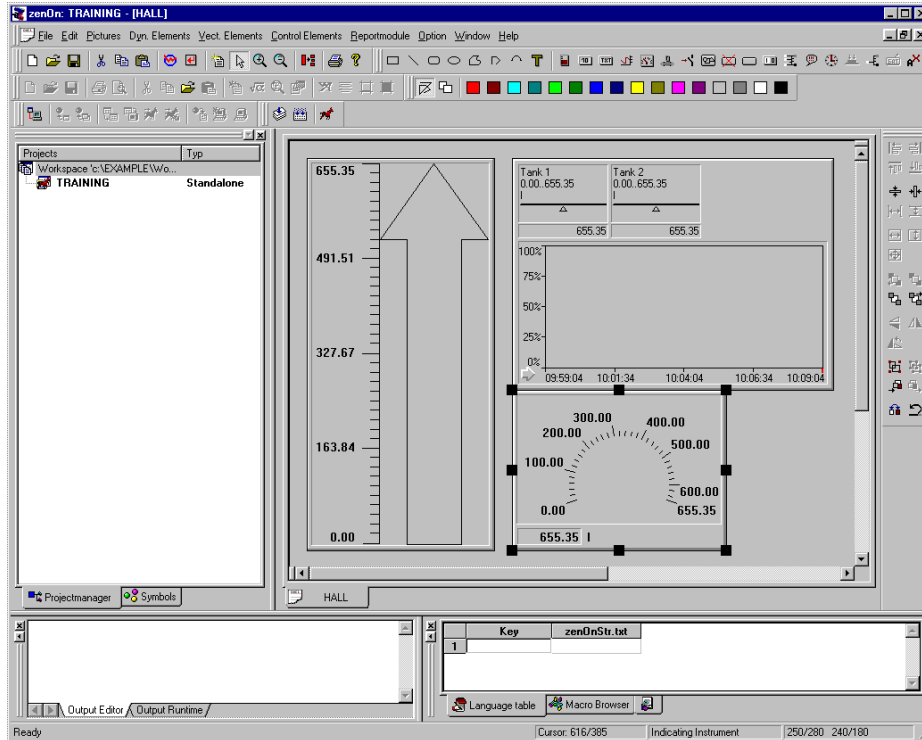 zenOn: TRAINING - [HALL]
File Edit Pictures Dyn. Elements Vect. Elements Control Elements Reportmodule Option Window Help
Projects Typ
Workspace 'c:\EXAMPLE\Wo...
TRAINING Standalone
Projectmanager Symbols
655.35
491.51
327.67
163.84
0.00
Tank 1 Tank 2
0.00..655.35 0.00..655.35
l l
655.35 655.35
100%
75%
50%
25%
0%
09:59:04 10:01:34 10:04:04 10:06:34 10:09:04
300.00 400.00
200.00 500.00
100.00 600.00
0.00 655.35
655.35 l
HALL
Key zenOnStr.txt
1
Output Editor Output Runtime
Language table Macro Browser
Ready Cursor: 616/385 Indicating Instrument 250/280 240/180